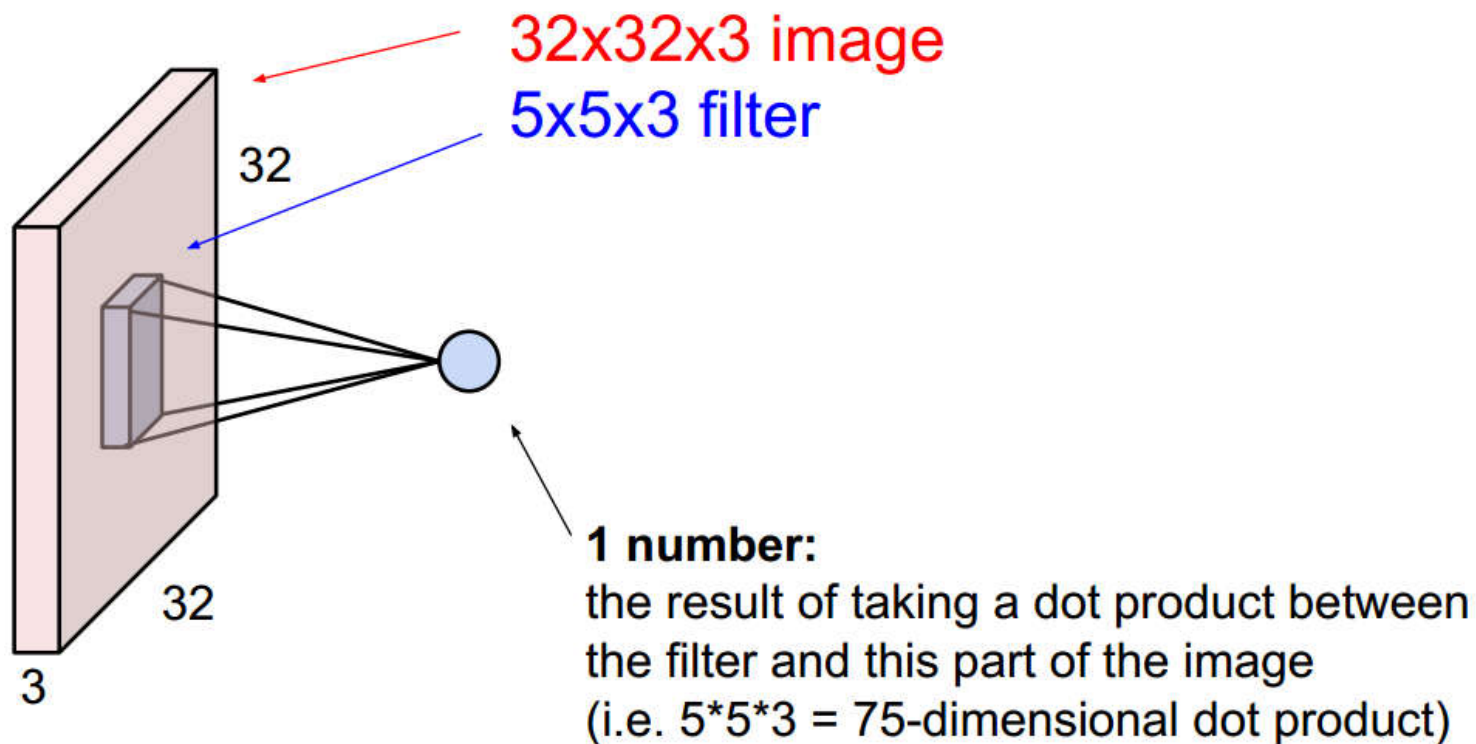 32x32x3 image
5x5x3 filter
32
32
3
1 number:
the result of taking a dot product between
the filter and this part of the image
(i.e. 5*5*3 = 75-dimensional dot product)